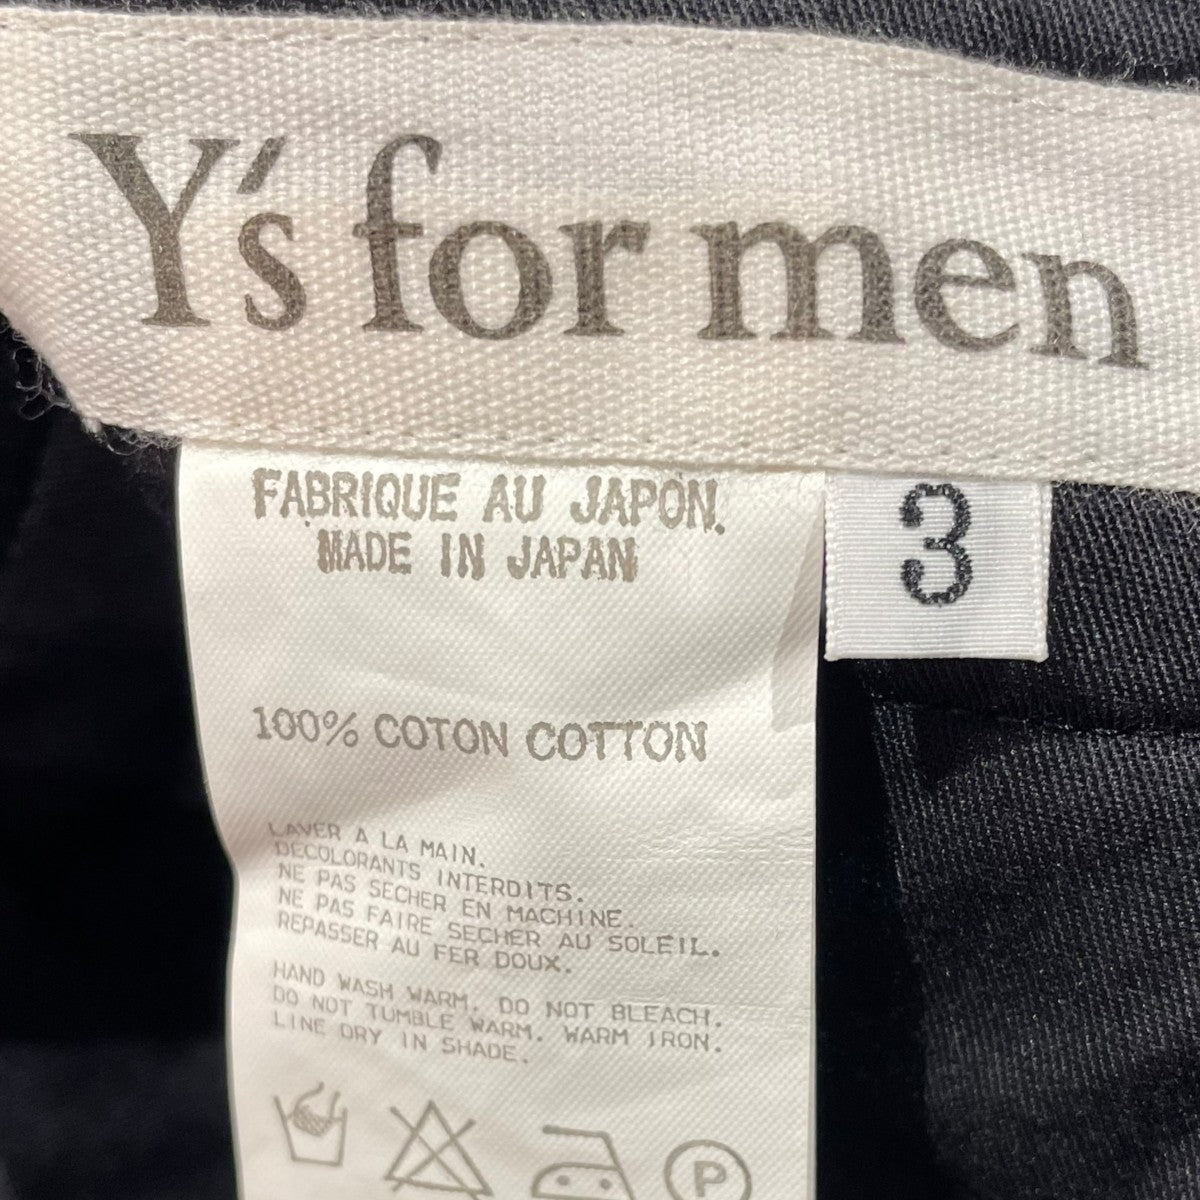 Y's for men
FABRIQUE AU JAPON.
MADE IN JAPAN
3
100% COTON COTTON
LAVER A LA MAIN.
DECOLORANTS INTERDITS.
NE PAS SECHER EN MACHINE.
NE PAS FAIRE SECHER AU SOLEIL.
REPASSER AU FER DOUX.
HAND WASH WARM. DO NOT BLEACH.
DO NOT TUMBLE WARM. WARM IRON.
LINE DRY IN SHADE.
P